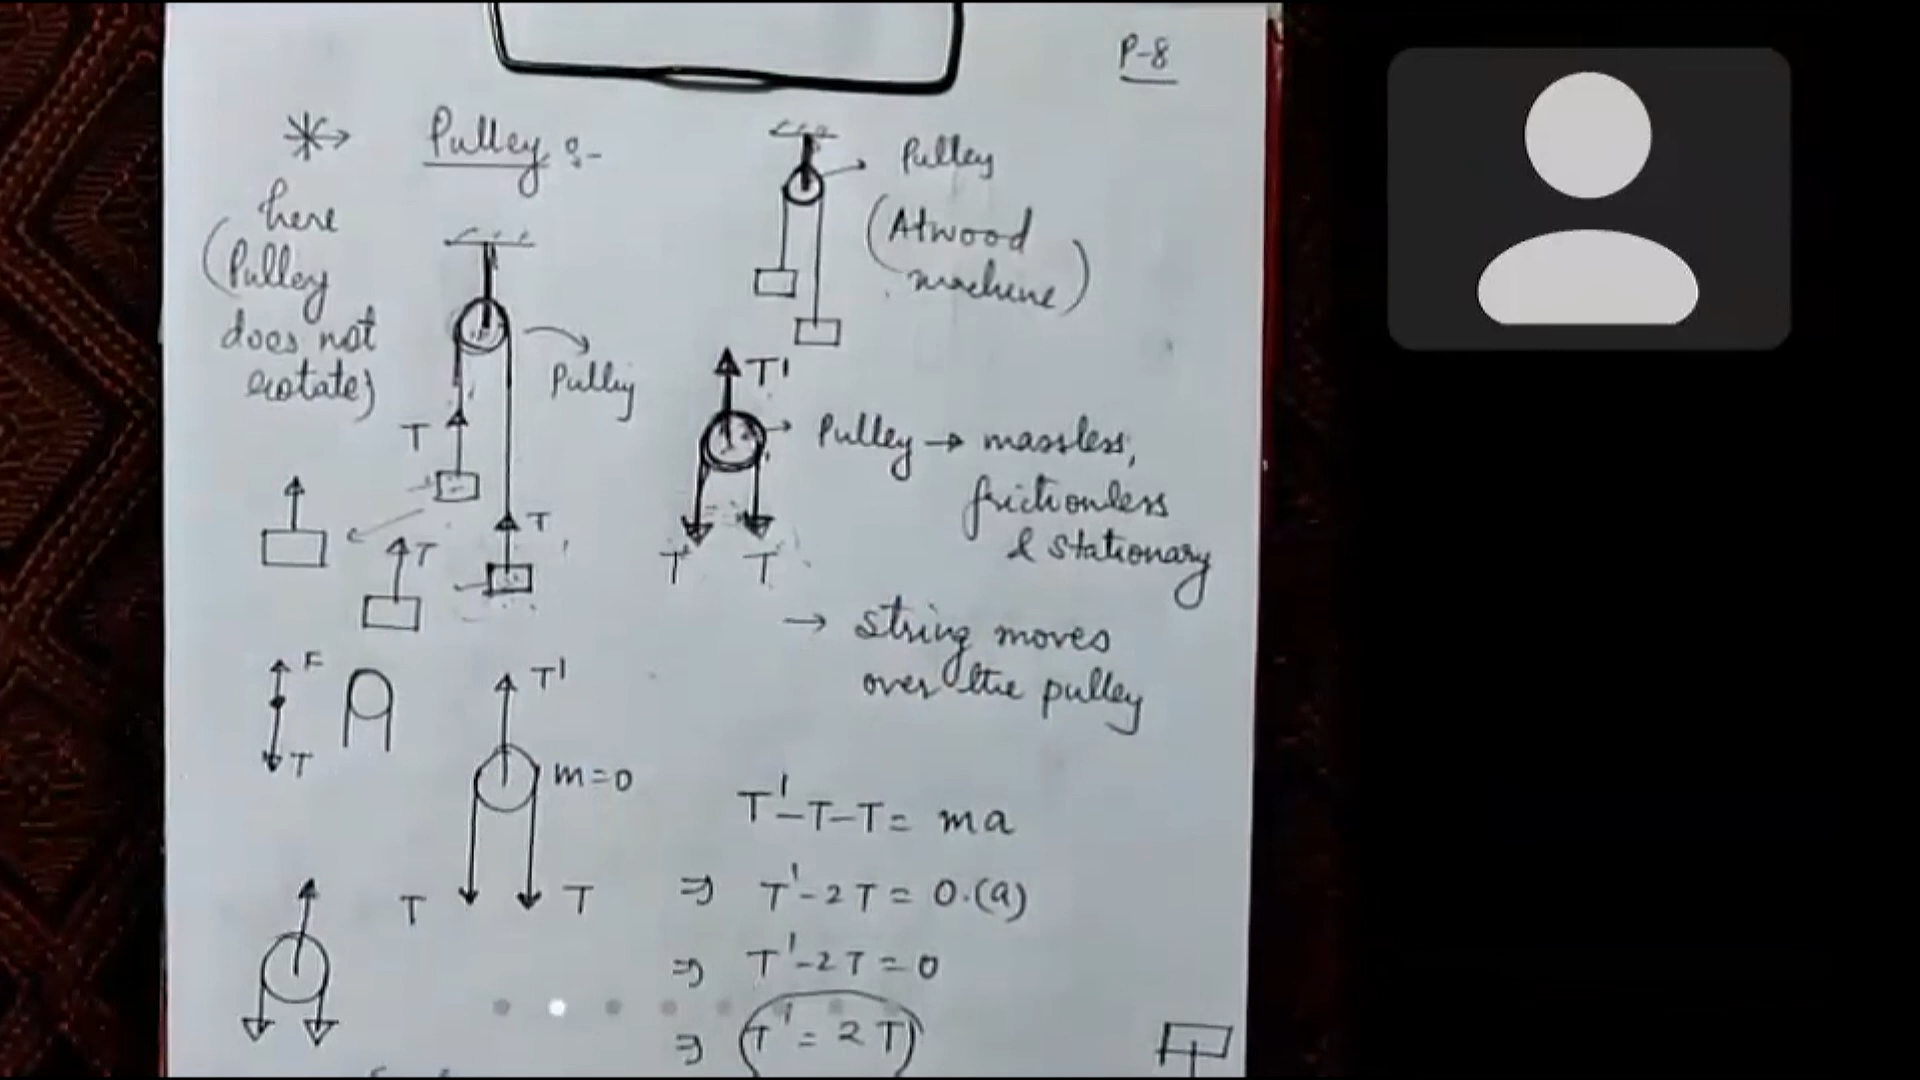 P-8
Pulley :-
here
(Pulley
does not
rotate)
Pulley
T
T
T
Pulley
(Atwood
machine)
T'
Pulley → massless,
frictionless
& stationary
T
T
→ string moves
over the pulley
F
T
T'
m=0
T
T
T'-T-T= ma
⇒ T'-2T = 0.(a)
⇒ T'-2T = 0
⇒ T' = 2T